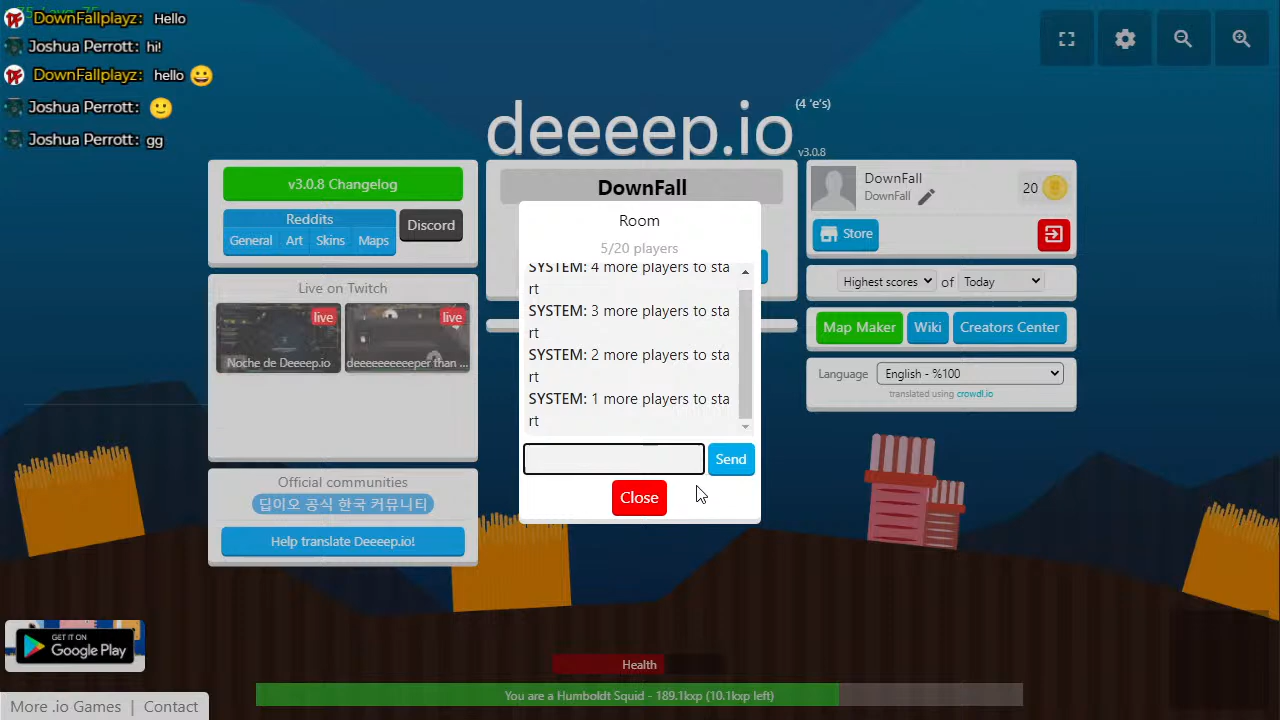 DownFallplayz: Hello
Joshua Perrott: hi!
DownFallplayz: hello
Joshua Perrott:
Joshua Perrott: gg
deeeep.io
(4 'e's)
v3.0.8
v3.0.8 Changelog
Reddits
General Art Skins Maps
Discord
Live on Twitch
live
Noche de Deeeep.io
live
deeeeeeeeeeper than ...
Official communities
딥이오 공식 한국 커뮤니티
Help translate Deeeep.io!
DownFall
Room
5/20 players
SYSTEM: 4 more players to sta
rt
SYSTEM: 3 more players to sta
rt
SYSTEM: 2 more players to sta
rt
SYSTEM: 1 more players to sta
rt
Send
Close
DownFall
DownFall
20
Store
Highest scores of Today
Map Maker Wiki Creators Center
Language English - %100
translated using crowdl.io
GET IT ON
Google Play
More .io Games | Contact
Health
You are a Humboldt Squid - 189.1kxp (10.1kxp left)